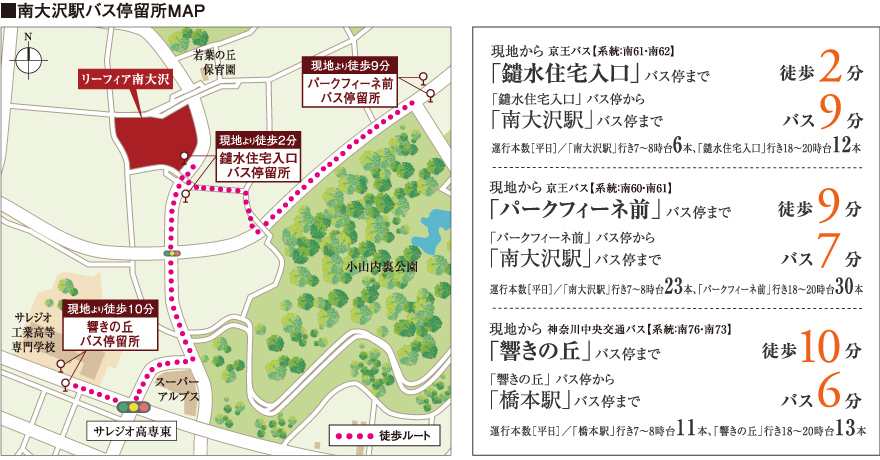 ■南大沢駅バス停留所MAP
N
若葉の丘
保育園
リーフィア南大沢
現地より徒歩9分
パークフィーネ前
バス停留所
現地より徒歩2分
鑓水住宅入口
バス停留所
小山内裏公園
現地より徒歩10分
響きの丘
バス停留所
サレジオ
工業高等
専門学校
スーパー
アルプス
サレジオ高専東
徒歩ルート
現地から 京王バス【系統:南61・南62】
「鑓水住宅入口」バス停まで 徒歩2分
「鑓水住宅入口」バス停から
「南大沢駅」バス停まで バス9分
運行本数[平日]/「南大沢駅」行き7〜8時台6本、「鑓水住宅入口」行き18〜20時台12本
現地から 京王バス【系統:南60・南61】
「パークフィーネ前」バス停まで 徒歩9分
「パークフィーネ前」バス停から
「南大沢駅」バス停まで バス7分
運行本数[平日]/「南大沢駅」行き7〜8時台23本、「パークフィーネ前」行き18〜20時台30本
現地から 神奈川中央交通バス【系統:南76・南73】
「響きの丘」バス停まで 徒歩10分
「響きの丘」バス停から
「橋本駅」バス停まで バス6分
運行本数[平日]/「橋本駅」行き7〜8時台11本、「響きの丘」行き18〜20時台13本